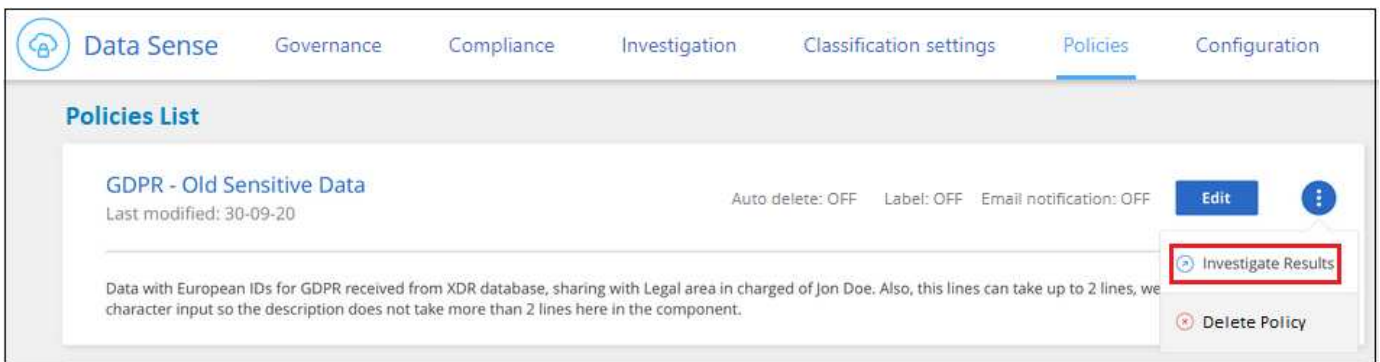 Data Sense
Governance
Compliance
Investigation
Classification settings
Policies
Configuration
Policies List
GDPR - Old Sensitive Data
Last modified: 30-09-20
Auto delete: OFF
Label: OFF
Email notification: OFF
Edit
Investigate Results
Delete Policy
Data with European IDs for GDPR received from XDR database, sharing with Legal area in charged of Jon Doe. Also, this lines can take up to 2 lines, we
character input so the description does not take more than 2 lines here in the component.